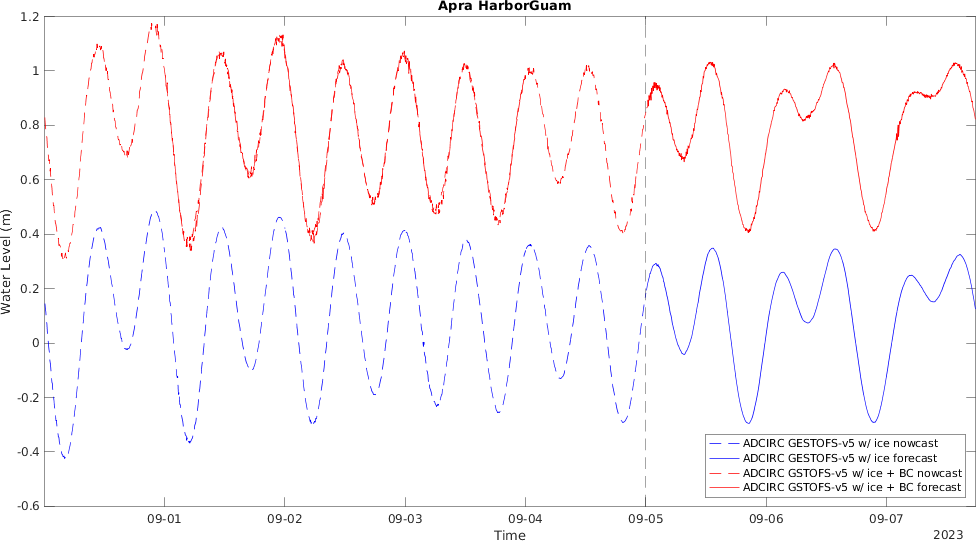 Apra HarborGuam
1.2
1
0.8
0.6
0.4
0.2
0
-0.2
-0.4
-0.6
Water Level (m)
ADCIRC GESTOFS-v5 w/ ice nowcast
ADCIRC GESTOFS-v5 w/ ice forecast
ADCIRC GSTOFS-v5 w/ ice + BC nowcast
ADCIRC GSTOFS-v5 w/ ice + BC forecast
09-01 09-02 09-03 09-04 09-05 09-06 09-07
Time
2023